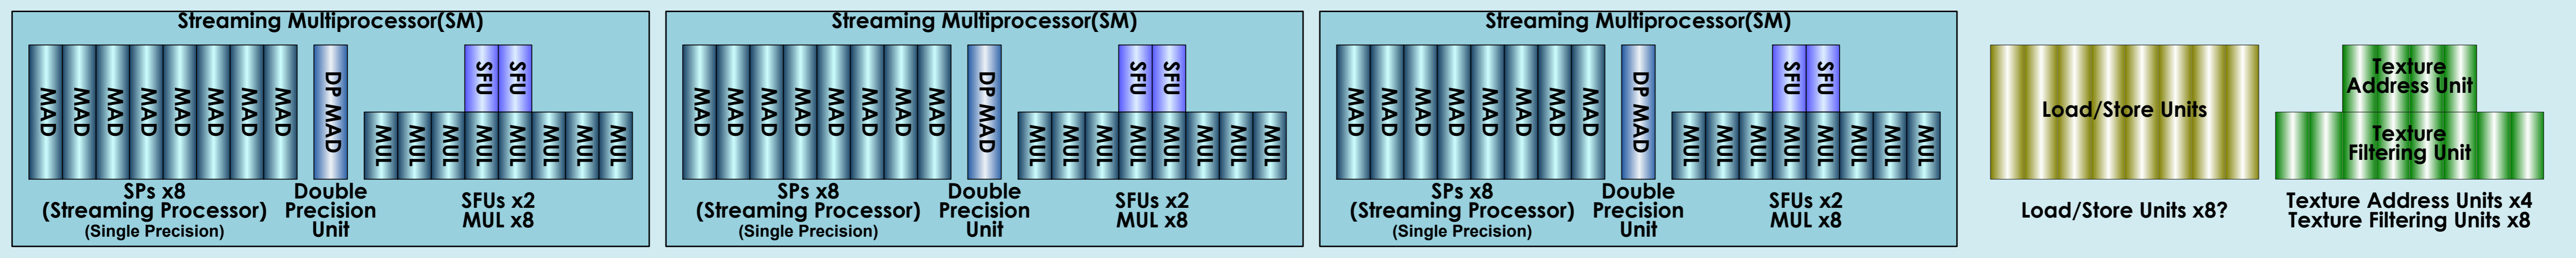 Streaming Multiprocessor(SM)
MAD MAD MAD MAD MAD MAD MAD MAD
DP MAD
SFU SFU
MUL MUL MUL MUL MUL MUL MUL MUL
SPs x8
(Streaming Processor)
(Single Precision)
Double
Precision
Unit
SFUs x2
MUL x8
Streaming Multiprocessor(SM)
MAD MAD MAD MAD MAD MAD MAD MAD
DP MAD
SFU SFU
MUL MUL MUL MUL MUL MUL MUL MUL
SPs x8
(Streaming Processor)
(Single Precision)
Double
Precision
Unit
SFUs x2
MUL x8
Streaming Multiprocessor(SM)
MAD MAD MAD MAD MAD MAD MAD MAD
DP MAD
SFU SFU
MUL MUL MUL MUL MUL MUL MUL MUL
SPs x8
(Streaming Processor)
(Single Precision)
Double
Precision
Unit
SFUs x2
MUL x8
Load/Store Units
Load/Store Units x8?
Texture
Address Unit
Texture
Filtering Unit
Texture Address Units x4
Texture Filtering Units x8